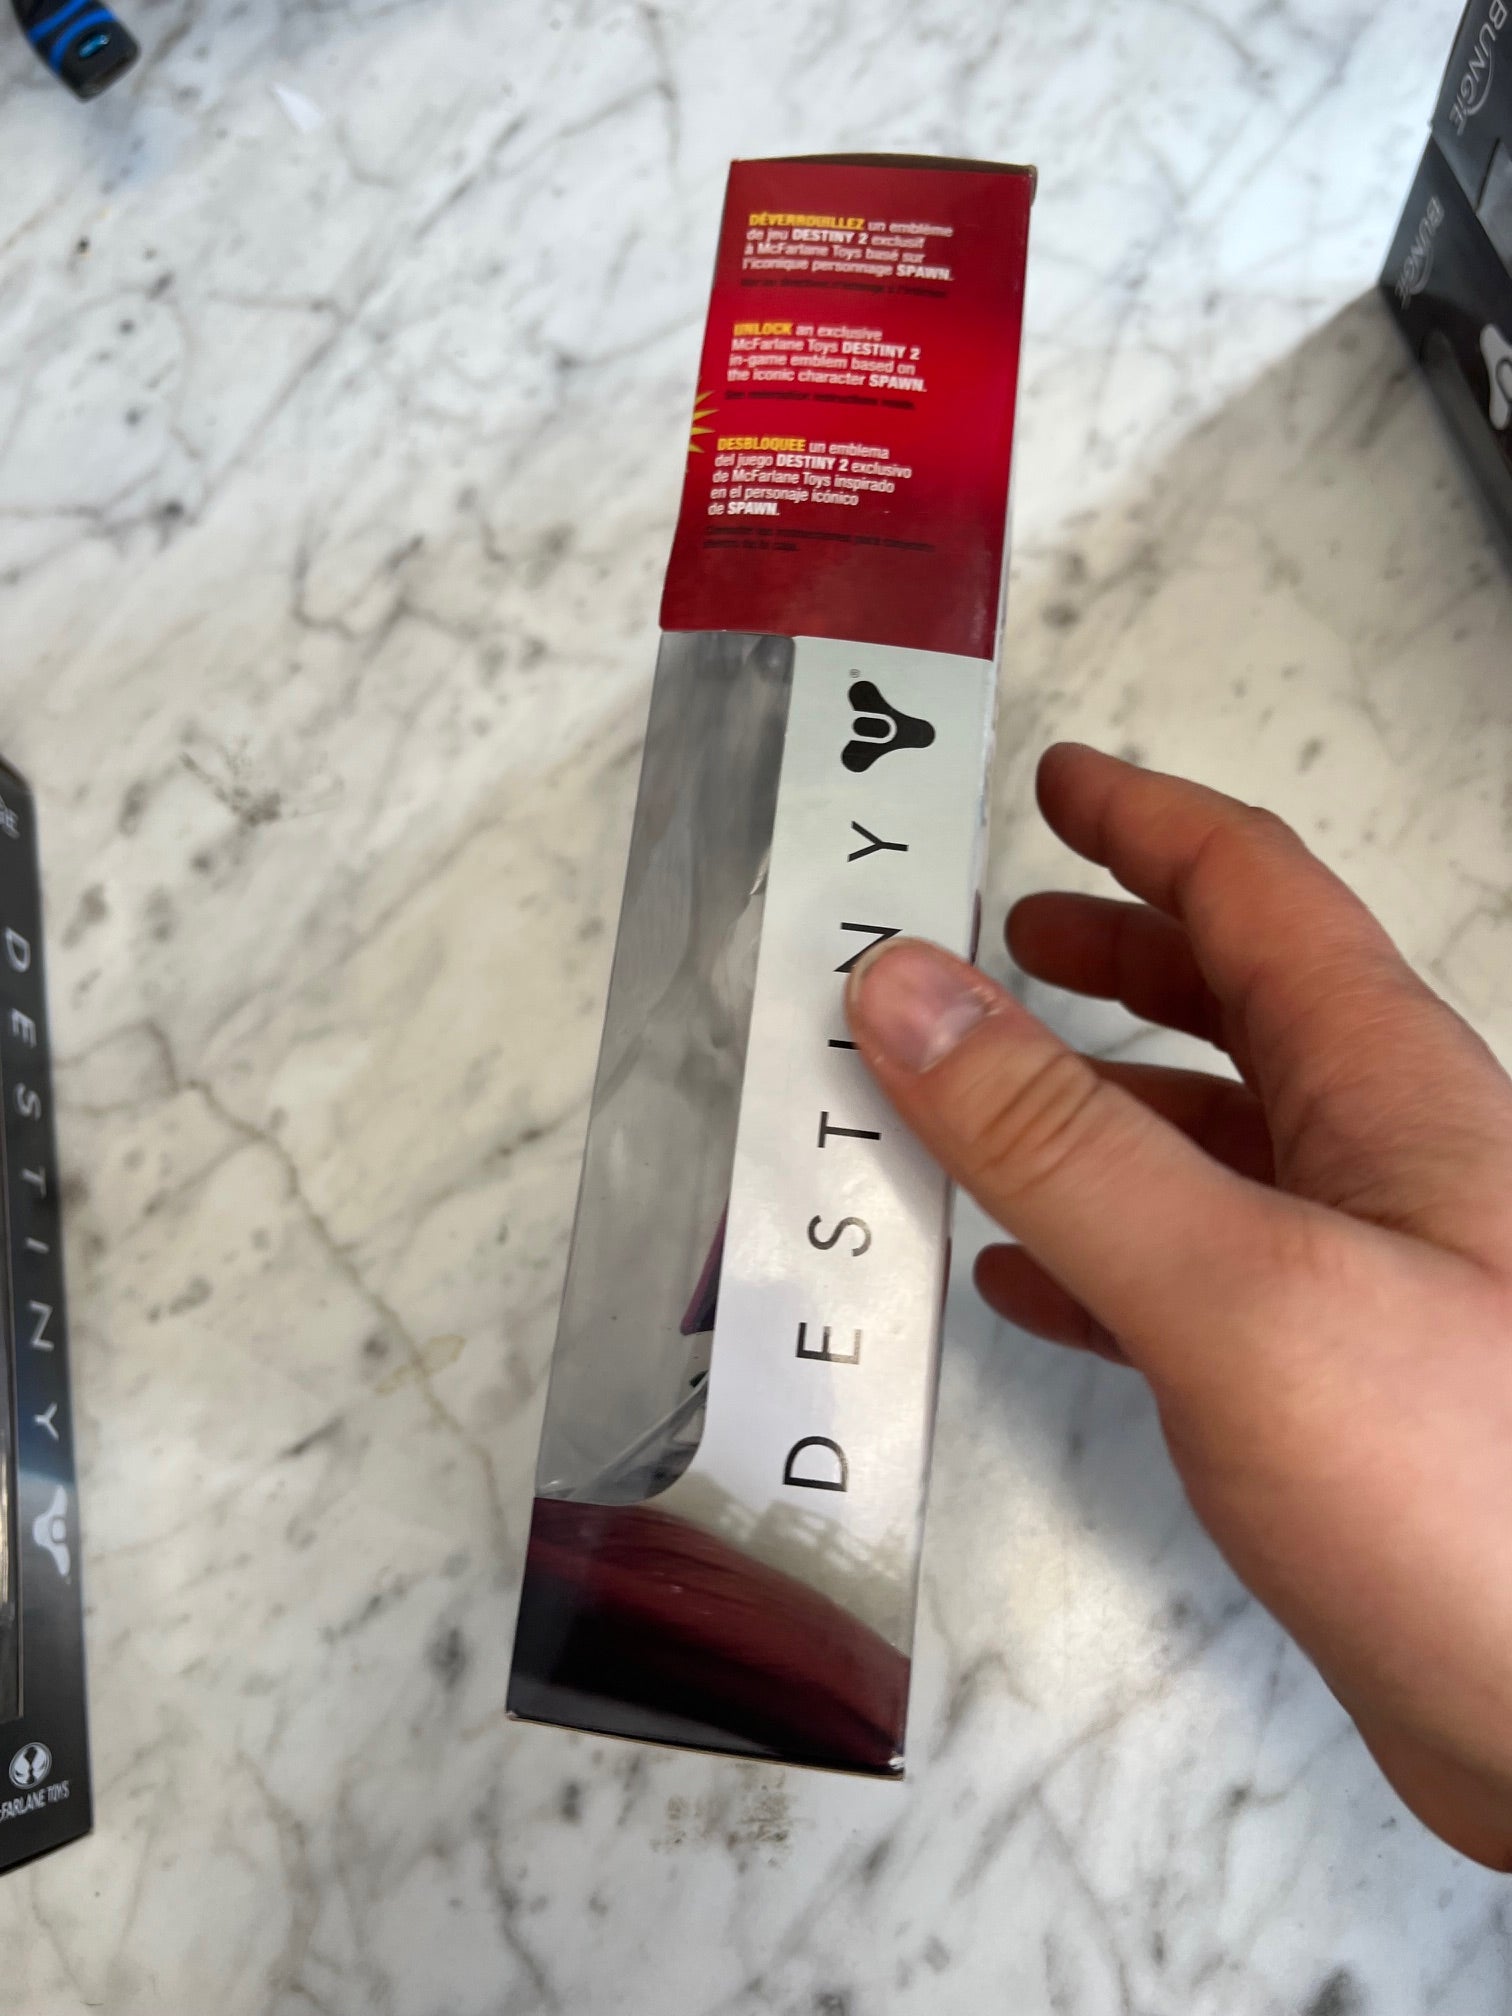 DÉVERROUILLEZ un emblème
de jeu DESTINY 2 exclusif
à McFarlane Toys basé sur
l'iconique personnage SPAWN.
UNLOCK an exclusive
McFarlane Toys DESTINY 2
in-game emblem based on
the iconic character SPAWN.
DESBLOQUEE un emblema
del juego DESTINY 2 exclusivo
de McFarlane Toys inspirado
en el personaje icónico
de SPAWN.
DESTINY
DESTINY
FARLANE TOYS
BUNGIE
BUNGIE